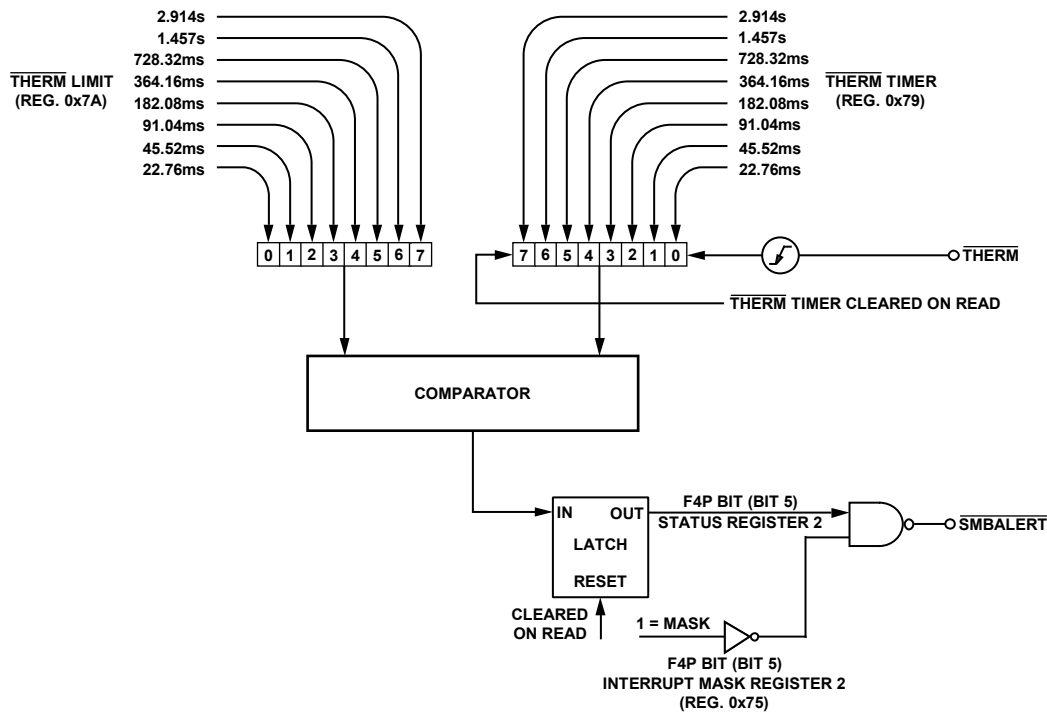 2.914s
1.457s
728.32ms
364.16ms
182.08ms
91.04ms
45.52ms
22.76ms
THERM LIMIT
(REG. 0x7A)
0 1 2 3 4 5 6 7
2.914s
1.457s
728.32ms
364.16ms
182.08ms
91.04ms
45.52ms
22.76ms
THERM TIMER
(REG. 0x79)
7 6 5 4 3 2 1 0
THERM
THERM TIMER CLEARED ON READ
COMPARATOR
IN OUT
LATCH
RESET
CLEARED
ON READ
F4P BIT (BIT 5)
STATUS REGISTER 2
SMBALERT
1 = MASK
F4P BIT (BIT 5)
INTERRUPT MASK REGISTER 2
(REG. 0x75)